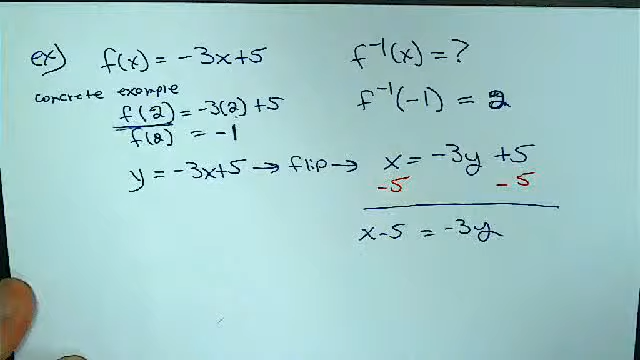 ex) f(x) = -3x+5 f⁻¹(x) = ?
concrete example
f(2) = -3(2) +5 f⁻¹(-1) = 2
f(2) = -1
y = -3x+5 → flip → x = -3y +5
-5 -5
x-5 = -3y